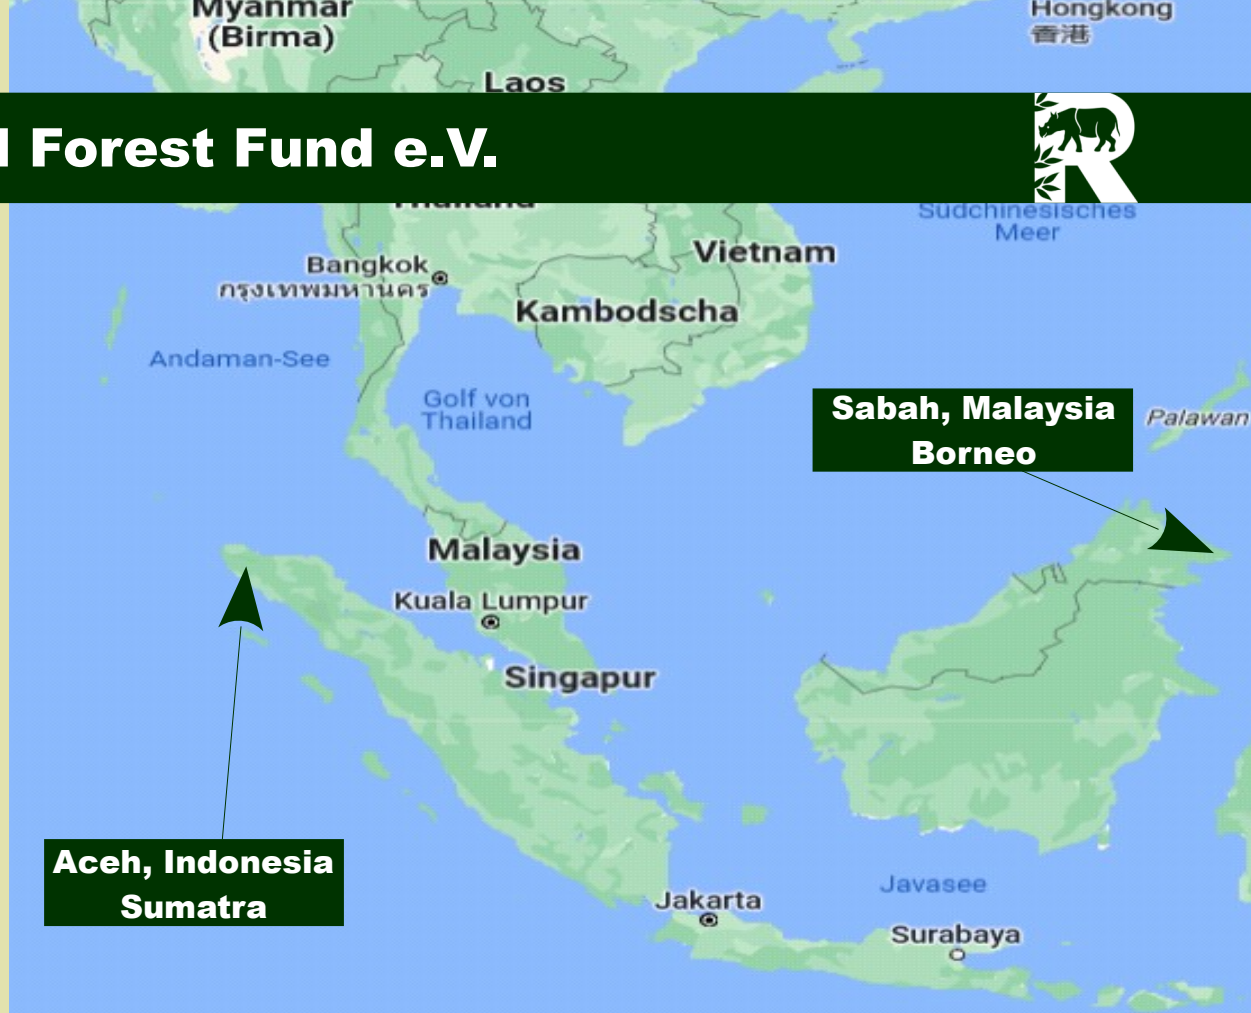 Myanmar
(Birma)
Hongkong
香港
Laos
Forest Fund e.V.
R
Thailand
Südchinesisches
Meer
Vietnam
Bangkok
กรุงเทพมหานคร
Kambodscha
Andaman-See
Golf von
Thailand
Sabah, Malaysia
Borneo
Palawan
Malaysia
Kuala Lumpur
Singapur
Aceh, Indonesia
Sumatra
Javasee
Jakarta
Surabaya